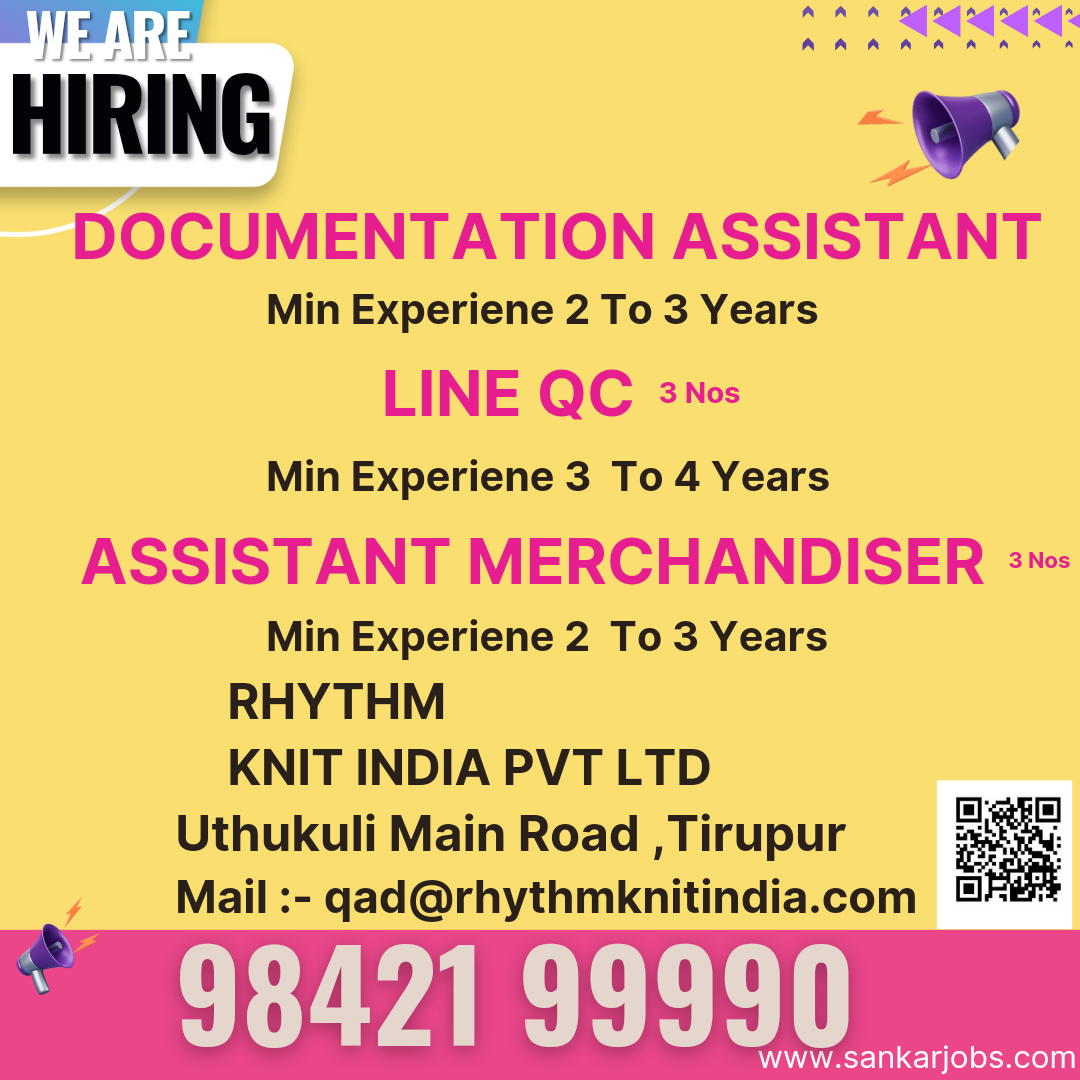 WE ARE
HIRING
DOCUMENTATION ASSISTANT
Min Experiene 2 To 3 Years
LINE QC 3 Nos
Min Experiene 3 To 4 Years
ASSISTANT MERCHANDISER 3 Nos
Min Experiene 2 To 3 Years
RHYTHM
KNIT INDIA PVT LTD
Uthukuli Main Road ,Tirupur
Mail :- qad@rhythmknitindia.com
98421 99990
www.sankarjobs.com